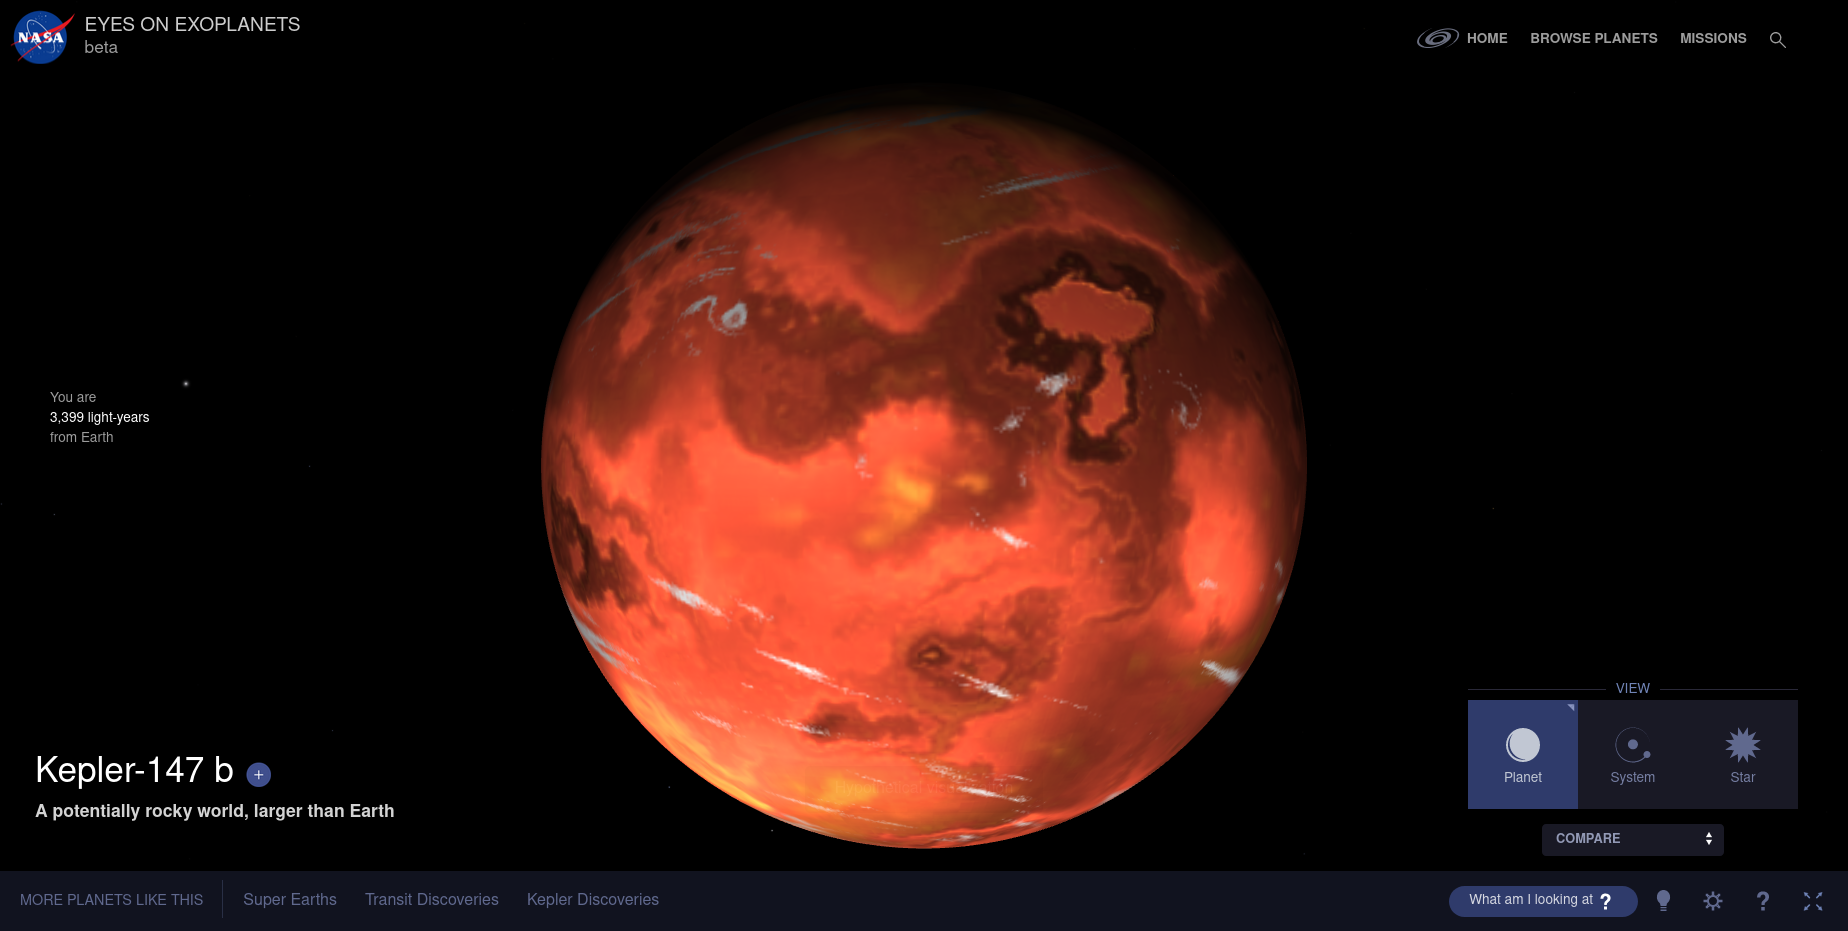 NASA
EYES ON EXOPLANETS
beta
HOME
BROWSE PLANETS
MISSIONS
You are
3,399 light-years
from Earth
Kepler-147 b +
A potentially rocky world, larger than Earth
VIEW
Planet
System
Star
COMPARE
MORE PLANETS LIKE THIS
Super Earths
Transit Discoveries
Kepler Discoveries
What am I looking at ?
?